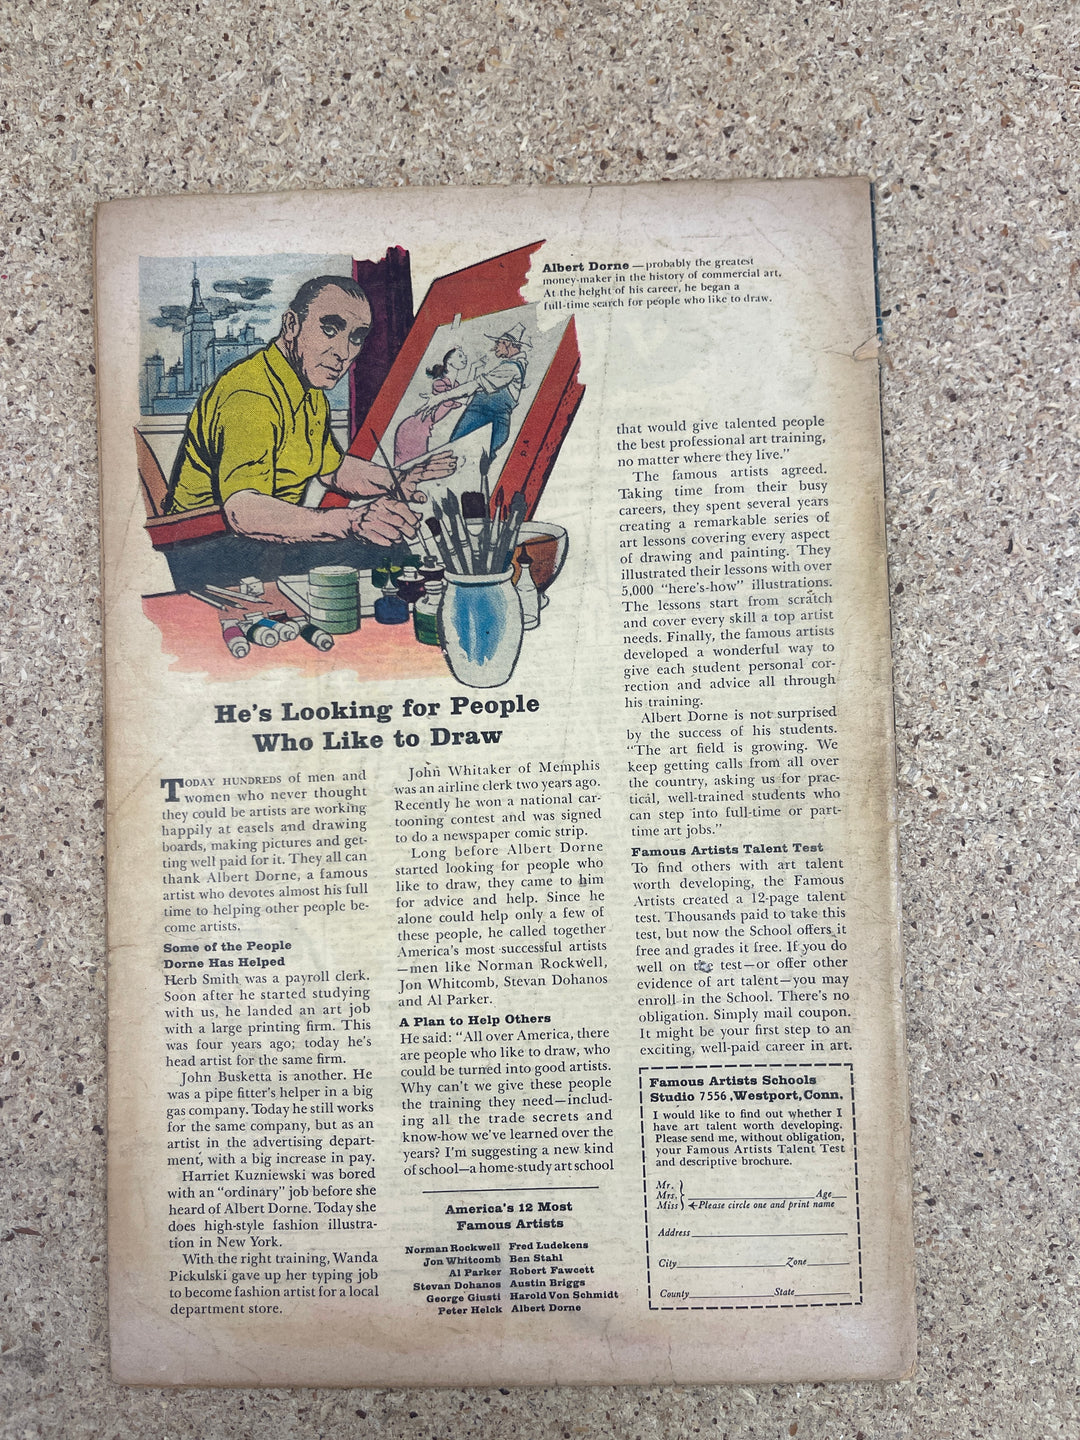 Albert Dorne — probably the greatest
money-maker in the history of commercial art.
At the height of his career, he began a
full-time search for people who like to draw.
He's Looking for People
Who Like to Draw
TODAY HUNDREDS of men and
women who never thought
they could be artists are working
happily at easels and drawing
boards, making pictures and get-
ting well paid for it. They all can
thank Albert Dorne, a famous
artist who devotes almost his full
time to helping other people be-
come artists.
Some of the People
Dorne Has Helped
Herb Smith was a payroll clerk.
Soon after he started studying
with us, he landed an art job
with a large printing firm. This
was four years ago; today he's
head artist for the same firm.
John Busketta is another. He
was a pipe fitter's helper in a big
gas company. Today he still works
for the same company, but as an
artist in the advertising depart-
ment, with a big increase in pay.
Harriet Kuzniewski was bored
with an "ordinary" job before she
heard of Albert Dorne. Today she
does high-style fashion illustra-
tion in New York.
With the right training, Wanda
Pickulski gave up her typing job
to become fashion artist for a local
department store.
John Whitaker of Memphis
was an airline clerk two years ago.
Recently he won a national car-
tooning contest and was signed
to do a newspaper comic strip.
Long before Albert Dorne
started looking for people who
like to draw, they came to him
for advice and help. Since he
alone could help only a few of
these people, he called together
America's most successful artists
—men like Norman Rockwell,
Jon Whitcomb, Stevan Dohanos
and Al Parker.
A Plan to Help Others
He said: "All over America, there
are people who like to draw, who
could be turned into good artists.
Why can't we give these people
the training they need—includ-
ing all the trade secrets and
know-how we've learned over the
years? I'm suggesting a new kind
of school—a home-study art school
America's 12 Most
Famous Artists
Norman Rockwell Fred Ludekens
Jon Whitcomb Ben Stahl
Al Parker Robert Fawcett
Stevan Dohanos Austin Briggs
George Giusti Harold Von Schmidt
Peter Helck Albert Dorne
that would give talented people
the best professional art training,
no matter where they live."
The famous artists agreed.
Taking time from their busy
careers, they spent several years
creating a remarkable series of
art lessons covering every aspect
of drawing and painting. They
illustrated their lessons with over
5,000 "here's-how" illustrations.
The lessons start from scratch
and cover every skill a top artist
needs. Finally, the famous artists
developed a wonderful way to
give each student personal cor-
rection and advice all through
his training.
Albert Dorne is not surprised
by the success of his students.
"The art field is growing. We
keep getting calls from all over
the country, asking us for prac-
tical, well-trained students who
can step into full-time or part-
time art jobs."
Famous Artists Talent Test
To find others with art talent
worth developing, the Famous
Artists created a 12-page talent
test. Thousands paid to take this
test, but now the School offers it
free and grades it free. If you do
well on the test—or offer other
evidence of art talent—you may
enroll in the School. There's no
obligation. Simply mail coupon.
It might be your first step to an
exciting, well-paid career in art.
Famous Artists Schools
Studio 7556, Westport, Conn.
I would like to find out whether I
have art talent worth developing.
Please send me, without obligation,
your Famous Artists Talent Test
and descriptive brochure.
Mr.
Mrs. Age
Miss Please circle one and print name
Address
City Zone
County State